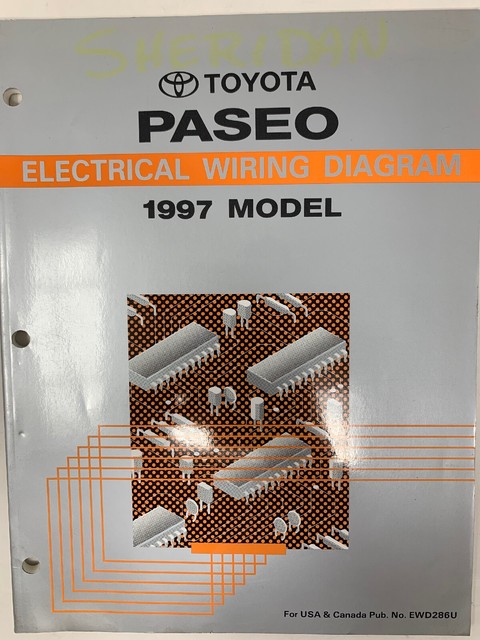 SHERIDAN
TOYOTA
PASEO
ELECTRICAL WIRING DIAGRAM
1997 MODEL
For USA & Canada Pub. No. EWD286U